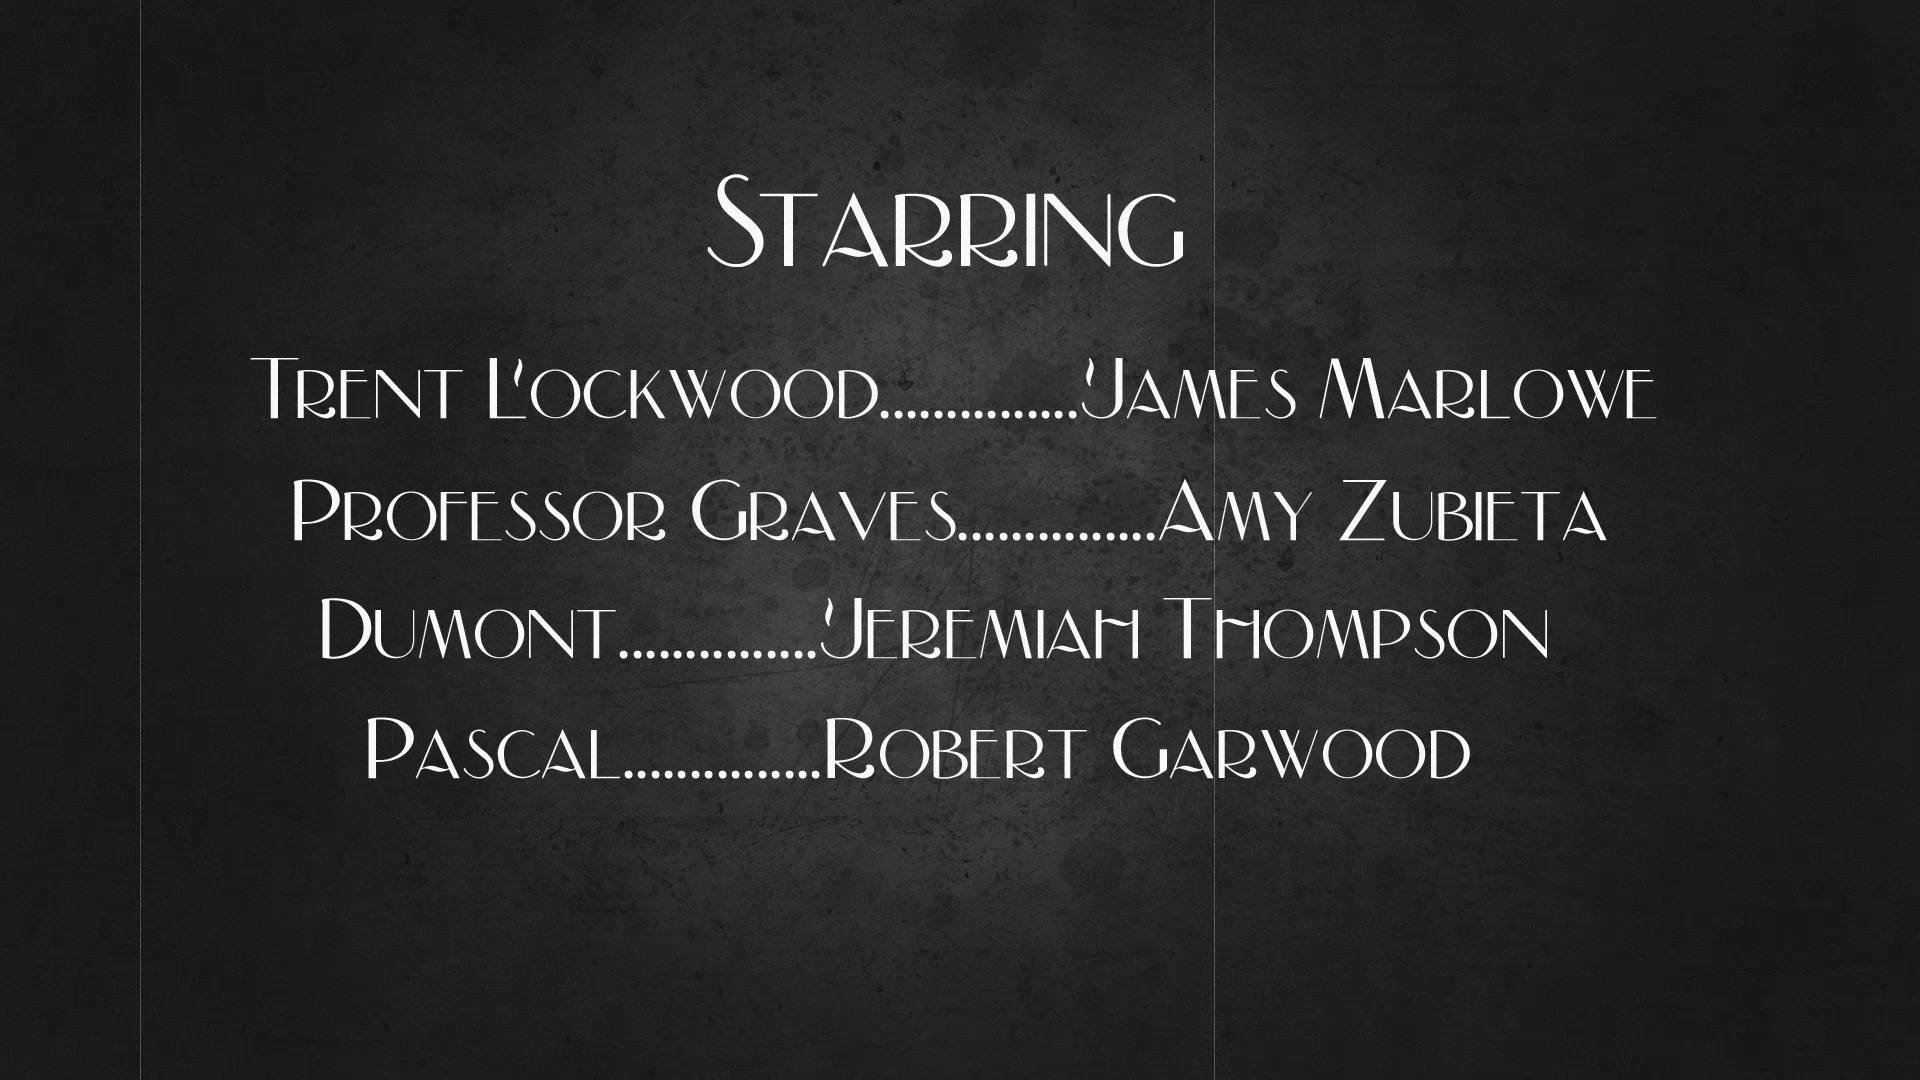 Starring
Trent Lockwood...............James Marlowe
Professor Graves...............Amy Zubieta
Dumont...............Jeremiah Thompson
Pascal...............Robert Garwood